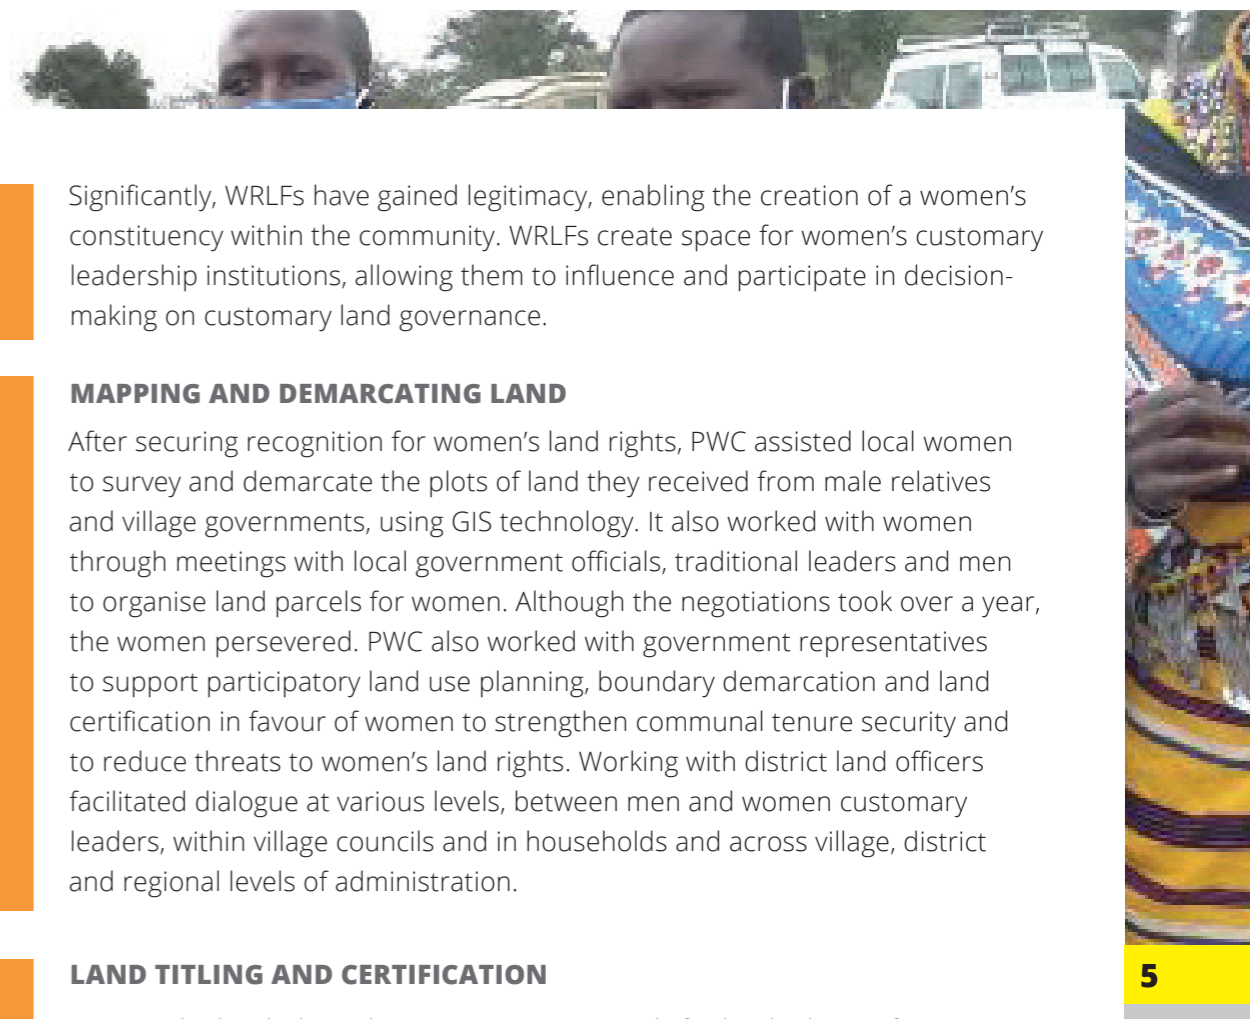 Significantly, WRLFs have gained legitimacy, enabling the creation of a women’s
constituency within the community. WRLFs create space for women’s customary
leadership institutions, allowing them to influence and participate in decision-
making on customary land governance.
MAPPING AND DEMARCATING LAND
After securing recognition for women’s land rights, PWC assisted local women
to survey and demarcate the plots of land they received from male relatives
and village governments, using GIS technology. It also worked with women
through meetings with local government officials, traditional leaders and men
to organise land parcels for women. Although the negotiations took over a year,
the women persevered. PWC also worked with government representatives
to support participatory land use planning, boundary demarcation and land
certification in favour of women to strengthen communal tenure security and
to reduce threats to women’s land rights. Working with district land officers
facilitated dialogue at various levels, between men and women customary
leaders, within village councils and in households and across village, district
and regional levels of administration.
LAND TITLING AND CERTIFICATION
5